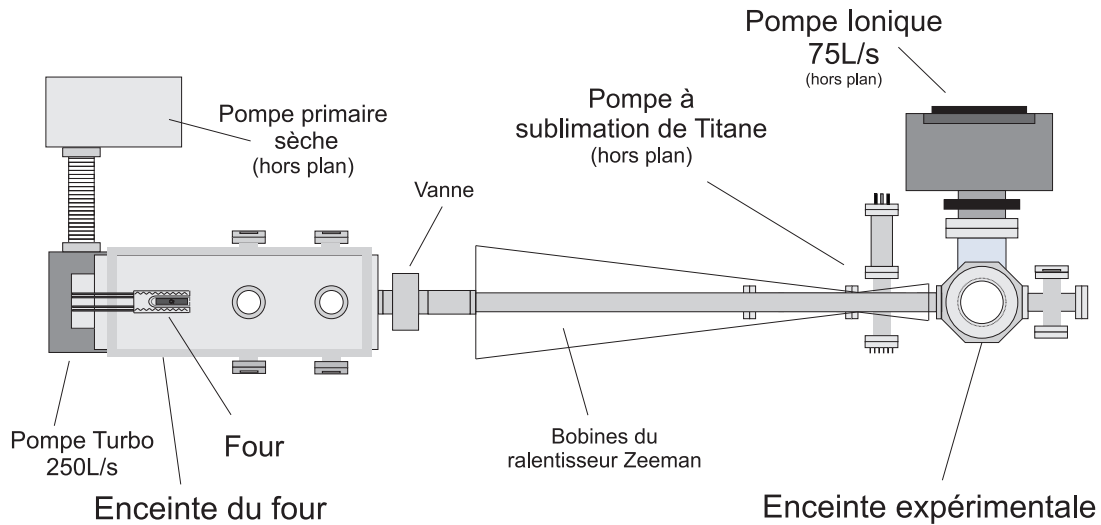 Pompe Ionique
75L/s
(hors plan)
Pompe primaire
sèche
(hors plan)
Pompe à
sublimation de Titane
(hors plan)
Vanne
Pompe Turbo
250L/s
Four
Enceinte du four
Bobines du
ralentisseur Zeeman
Enceinte expérimentale